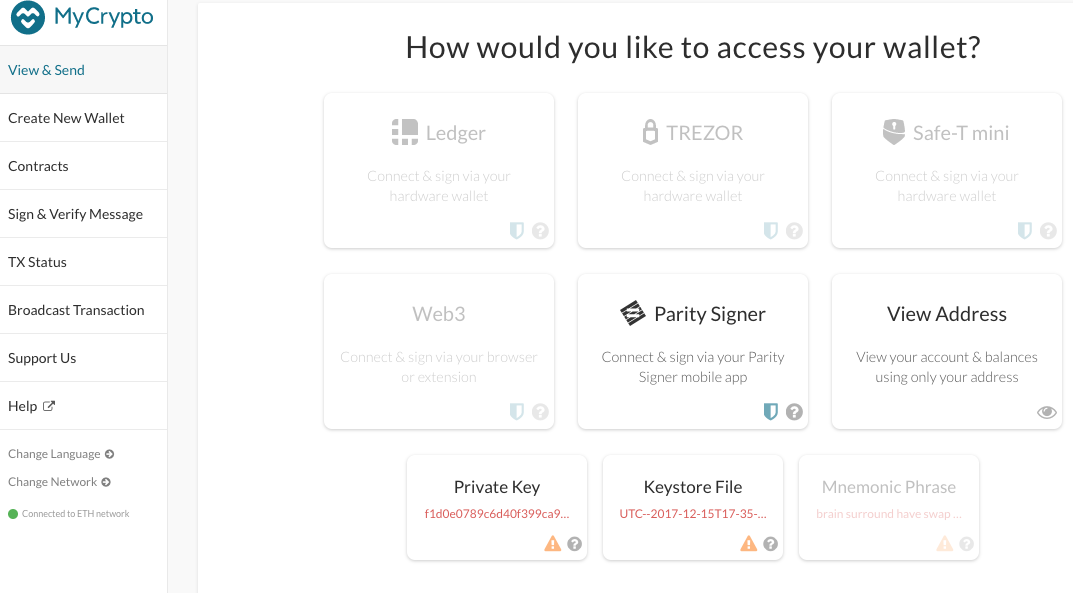 MyCrypto
View & Send
Create New Wallet
Contracts
Sign & Verify Message
TX Status
Broadcast Transaction
Support Us
Help
Change Language
Change Network
Connected to ETH network
How would you like to access your wallet?
Ledger
Connect & sign via your
hardware wallet
?
TREZOR
Connect & sign via your
hardware wallet
?
Safe-T mini
Connect & sign via your
hardware wallet
?
Web3
Connect & sign via your browser
or extension
?
Parity Signer
Connect & sign via your Parity
Signer mobile app
?
View Address
View your account & balances
using only your address
Private Key
f1d0e0789c6d40f399ca9...
?
Keystore File
UTC--2017-12-15T17-35-...
?
Mnemonic Phrase
brain surround have swap ...
?